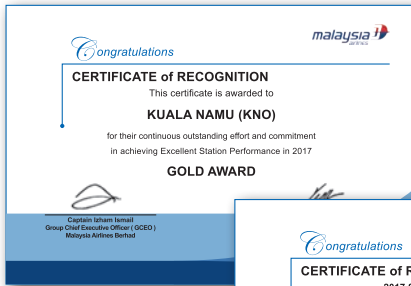 malaysia
airlines
Congratulations
CERTIFICATE of RECOGNITION
This certificate is awarded to
KUALA NAMU (KNO)
for their continuous outstanding effort and commitment
in achieving Excellent Station Performance in 2017
GOLD AWARD
Captain Izham Ismail
Group Chief Executive Officer ( GCEO )
Malaysia Airlines Berhad
Congratulations
CERTIFICATE of R